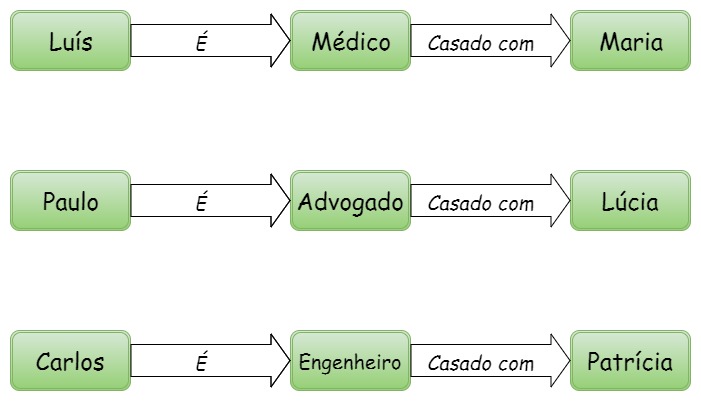 Luís É Médico Casado com Maria
Paulo É Advogado Casado com Lúcia
Carlos É Engenheiro Casado com Patrícia